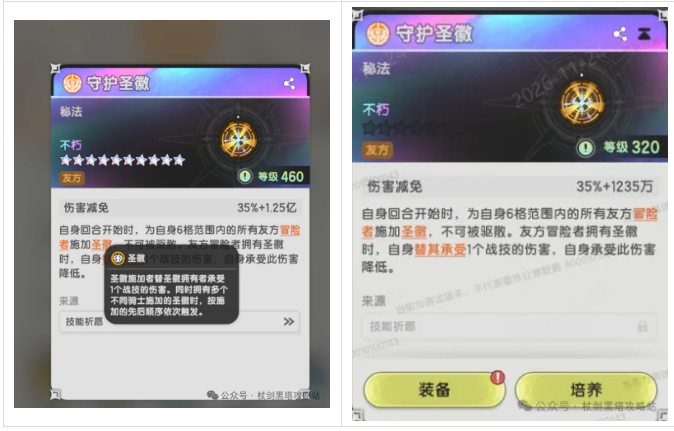 守护圣徽
秘法
不朽
友方
等级 460
伤害减免 35%+1.25亿
自身回合开始时，为自身6格范围内的所有友方冒险
者施加圣徽，不可被驱散。友方冒险者拥有圣徽
时，自身
1个战技的伤害，自身承受此伤害
降低。
圣徽
圣徽施加者替圣徽拥有者承受
1个战技的伤害。同时拥有多个
不同骑士施加的圣徽时，按施
加的先后顺序依次触发。
来源
技能祈愿
公众号·杖剑黑塔攻略站
守护圣徽
秘法
不朽
友方
等级 320
伤害减免 35%+1235万
自身回合开始时，为自身6格范围内的所有友方冒险
者施加圣徽，不可被驱散。友方冒险者拥有圣徽
时，自身替其承受1个战技的伤害，自身承受此伤害
降低。
来源
技能祈愿
装备
培养
公众号·杖剑黑塔攻略站